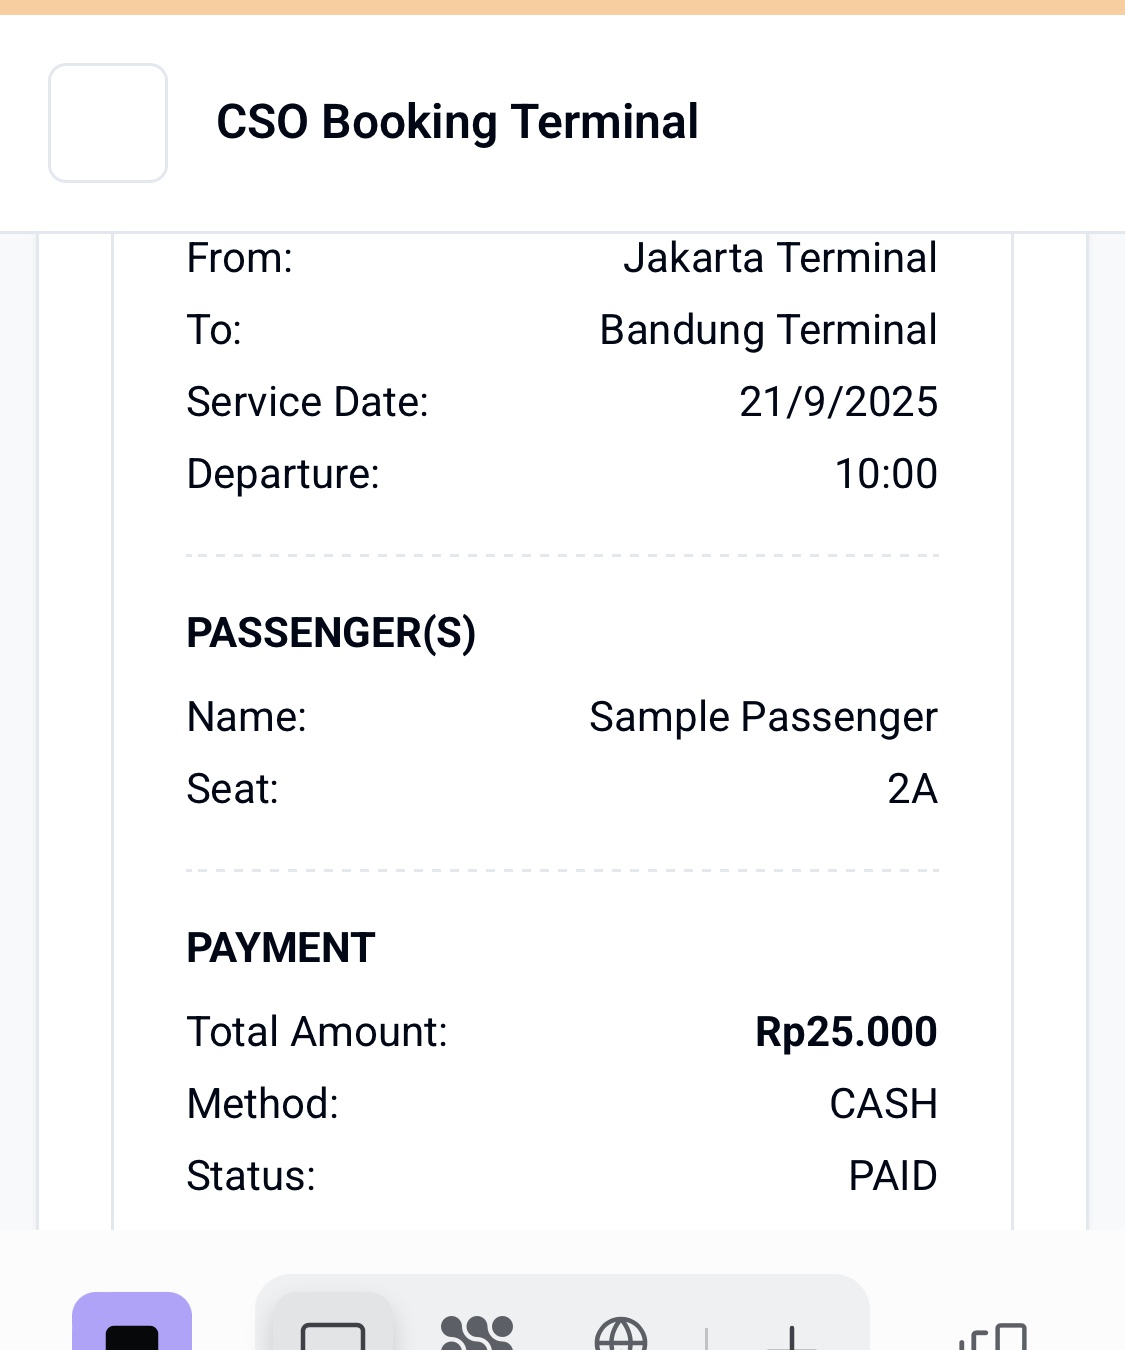 CSO Booking Terminal
From: Jakarta Terminal
To: Bandung Terminal
Service Date: 21/9/2025
Departure: 10:00
PASSENGER(S)
Name: Sample Passenger
Seat: 2A
PAYMENT
Total Amount: Rp25.000
Method: CASH
Status: PAID